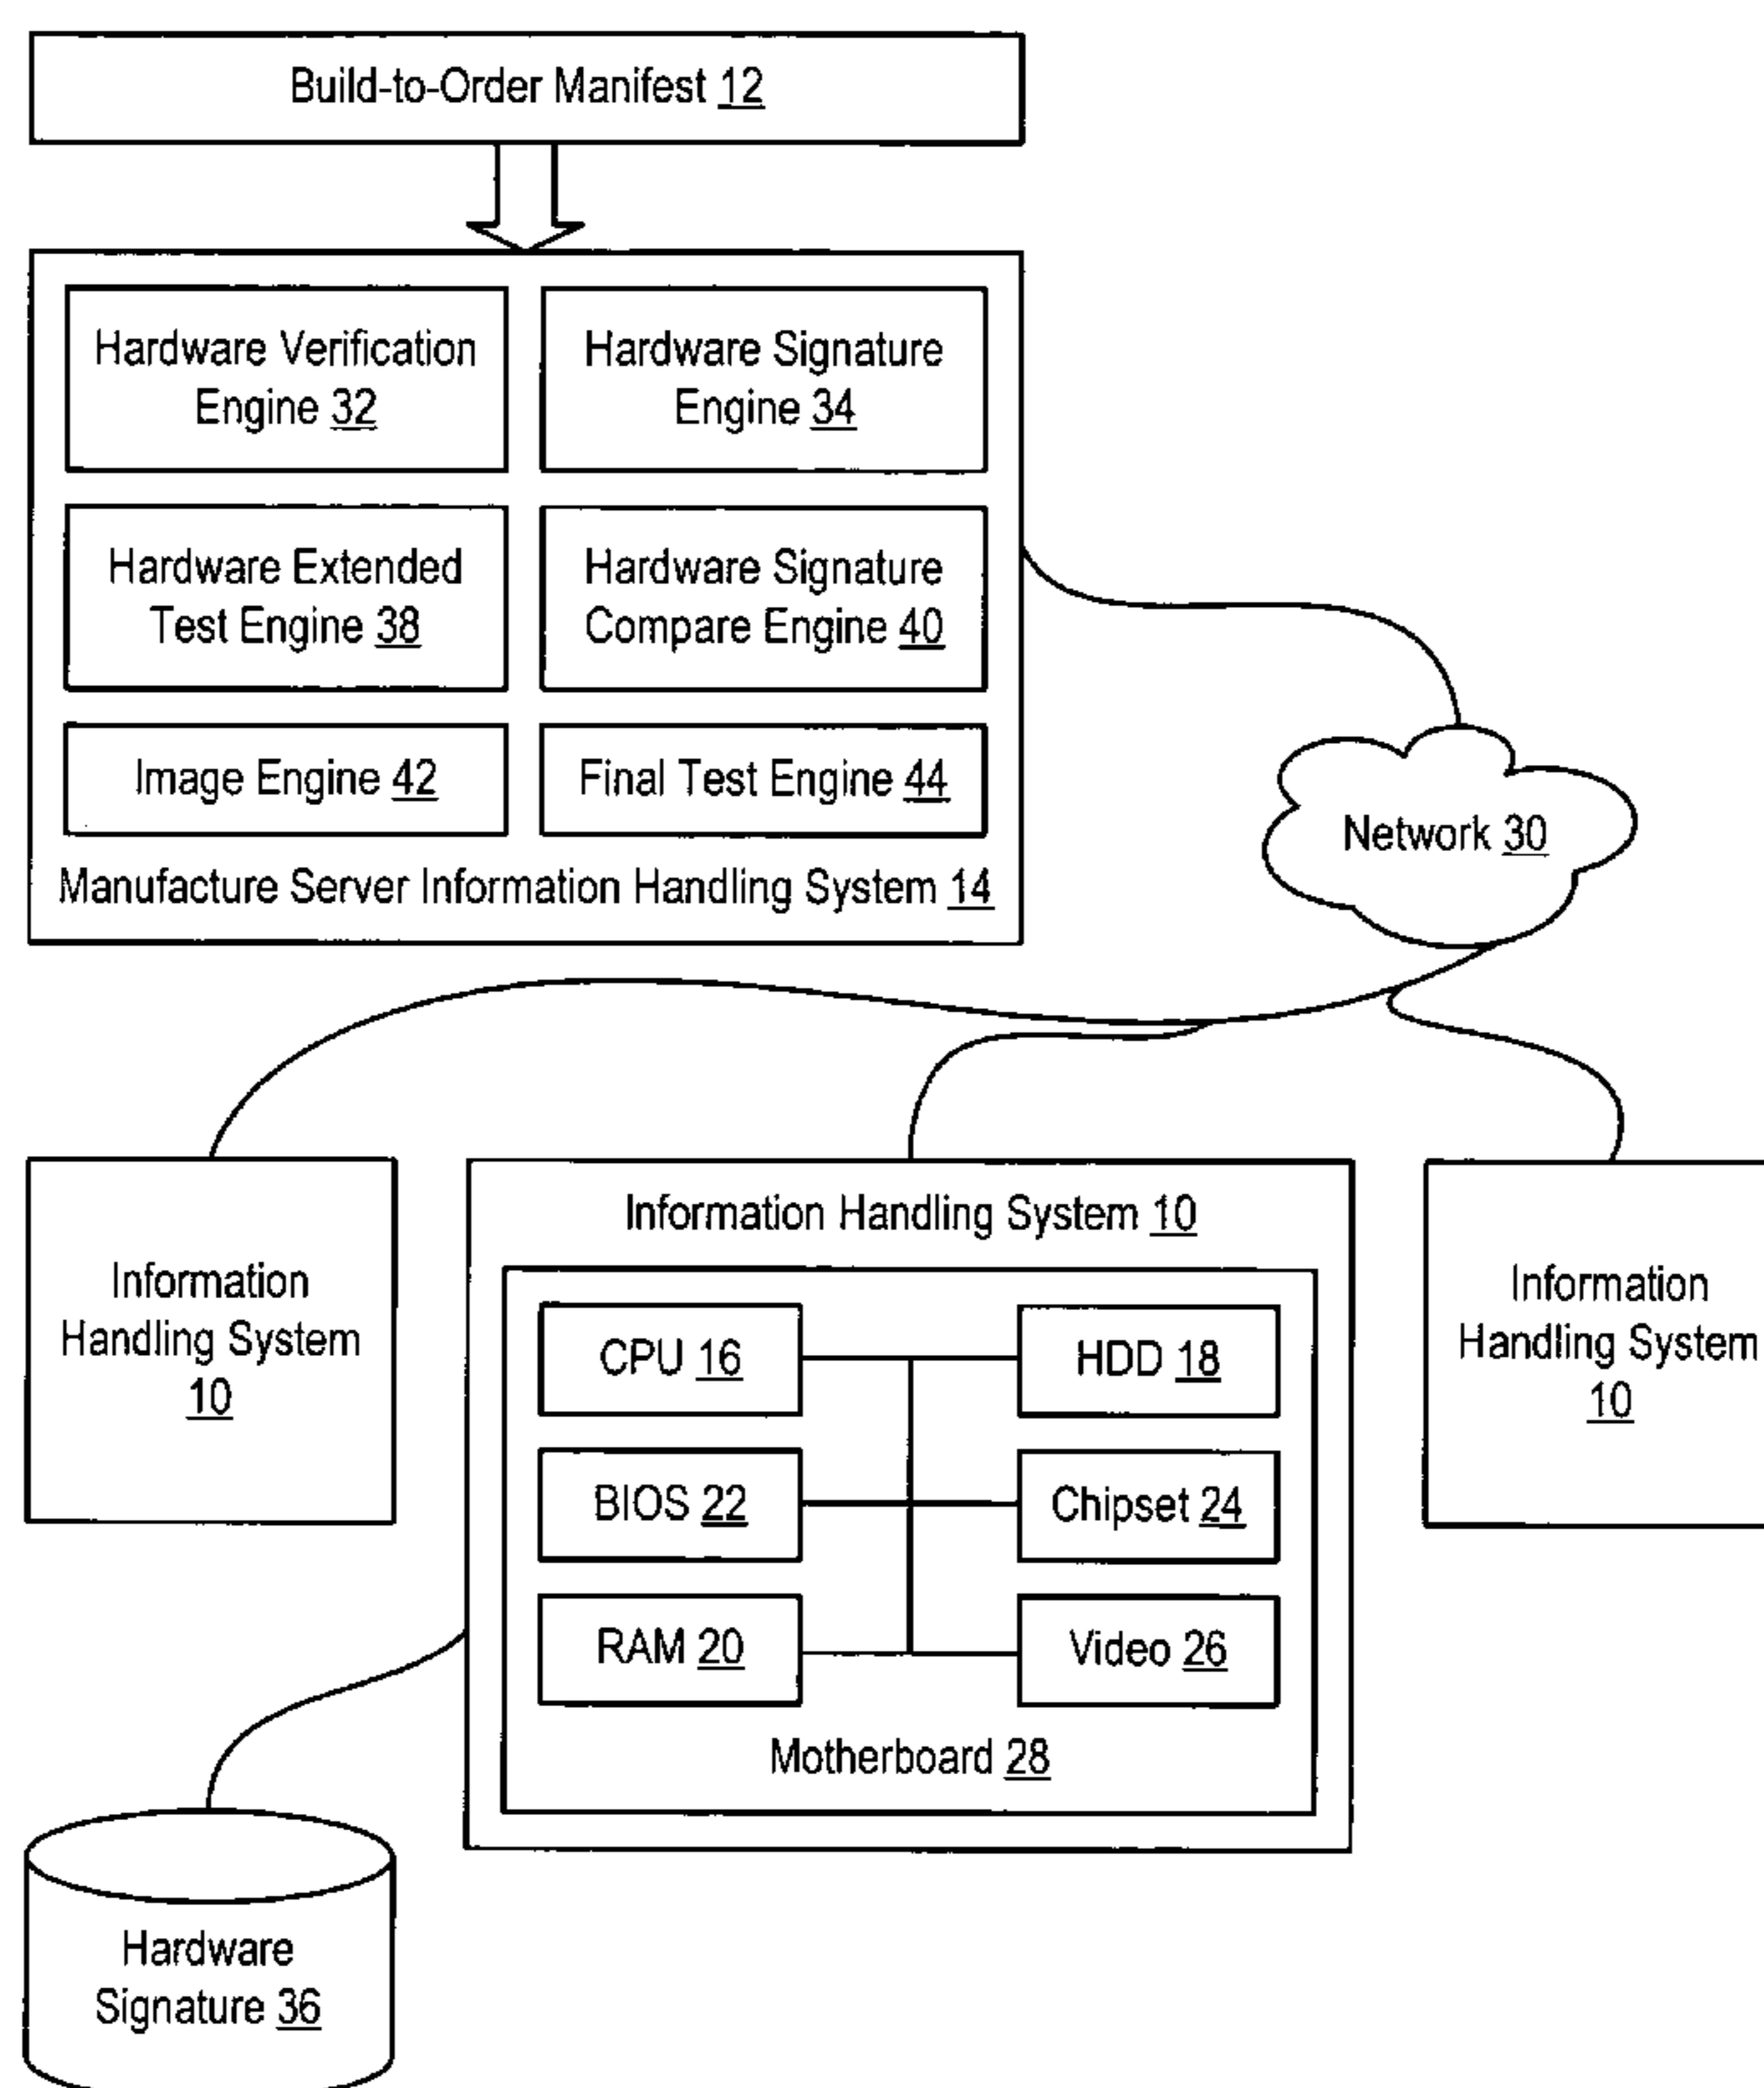 Build-to-Order Manifest 12
Hardware Verification
Engine 32
Hardware Signature
Engine 34
Hardware Extended
Test Engine 38
Hardware Signature
Compare Engine 40
Image Engine 42
Final Test Engine 44
Manufacture Server Information Handling System 14
Network 30
Information
Handling System
10
Information Handling System 10
CPU 16
HDD 18
BIOS 22
Chipset 24
RAM 20
Video 26
Motherboard 28
Information
Handling System
10
Hardware
Signature 36